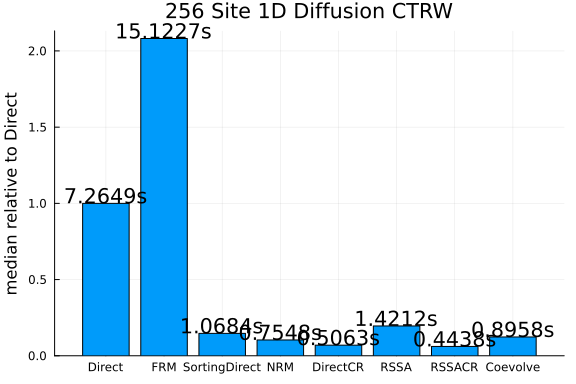 256 Site 1D Diffusion CTRW
median relative to Direct
2.0
1.5
1.0
0.5
0.0
7.2649s
15.1227s
1.0684s
0.7548s
0.5063s
1.4212s
0.4438s
0.8958s
Direct FRM SortingDirect NRM DirectCR RSSA RSSACR Coevolve